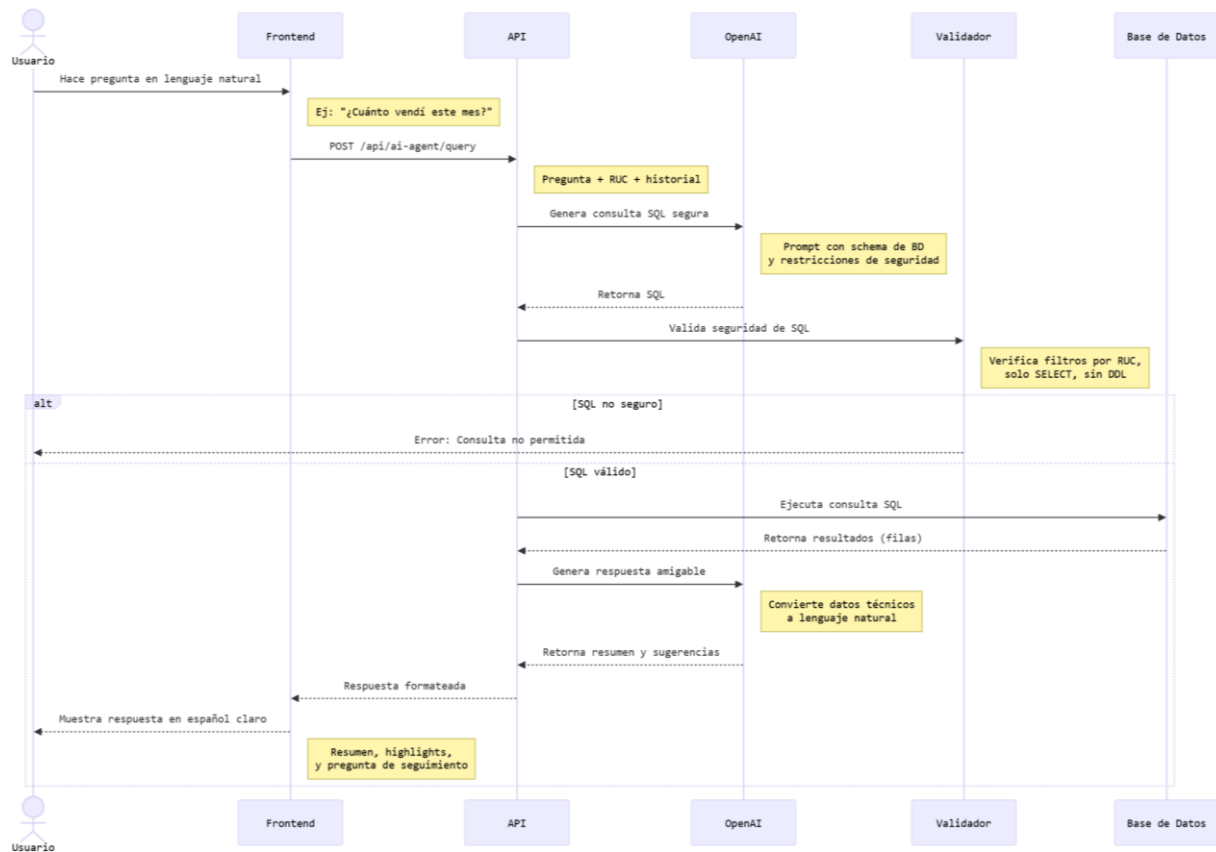 Usuario
Frontend
API
OpenAI
Validador
Base de Datos
Hace pregunta en lenguaje natural
Ej: "¿Cuánto vendí este mes?"
POST /api/ai-agent/query
Pregunta + RUC + historial
Genera consulta SQL segura
Prompt con schema de BD
y restricciones de seguridad
Retorna SQL
Valida seguridad de SQL
Verifica filtros por RUC,
solo SELECT, sin DDL
alt
[SQL no seguro]
Error: Consulta no permitida
[SQL válido]
Ejecuta consulta SQL
Retorna resultados (filas)
Genera respuesta amigable
Convierte datos técnicos
a lenguaje natural
Retorna resumen y sugerencias
Respuesta formateada
Muestra respuesta en español claro
Resumen, highlights,
y pregunta de seguimiento
Usuario
Frontend
API
OpenAI
Validador
Base de Datos